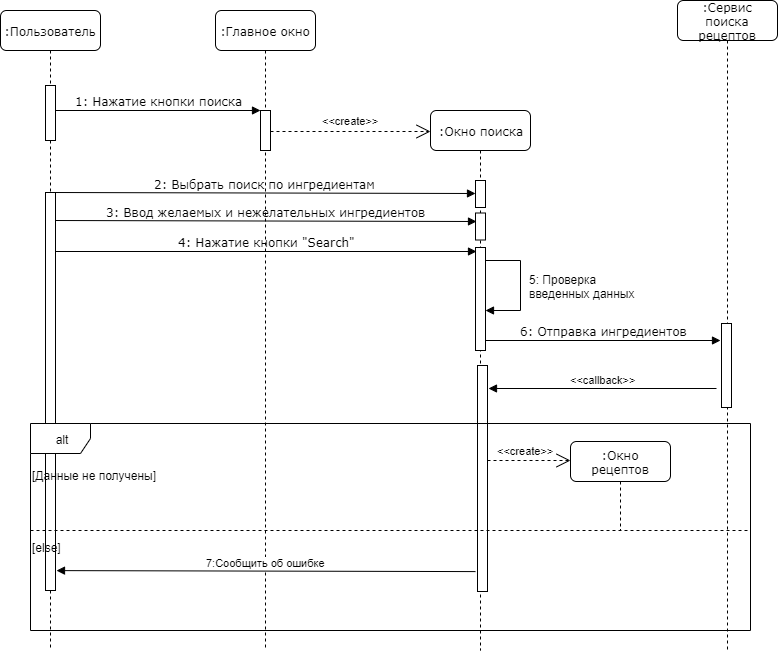 :Пользователь
:Главное окно
:Сервис
поиска
рецептов
1: Нажатие кнопки поиска
<<create>>
:Окно поиска
2: Выбрать поиск по ингредиентам
3: Ввод желаемых и нежелательных ингредиентов
4: Нажатие кнопки "Search"
5: Проверка
введенных данных
6: Отправка ингредиентов
<<callback>>
alt
<<create>>
:Окно
рецептов
[Данные не получены]
[else]
7:Сообщить об ошибке